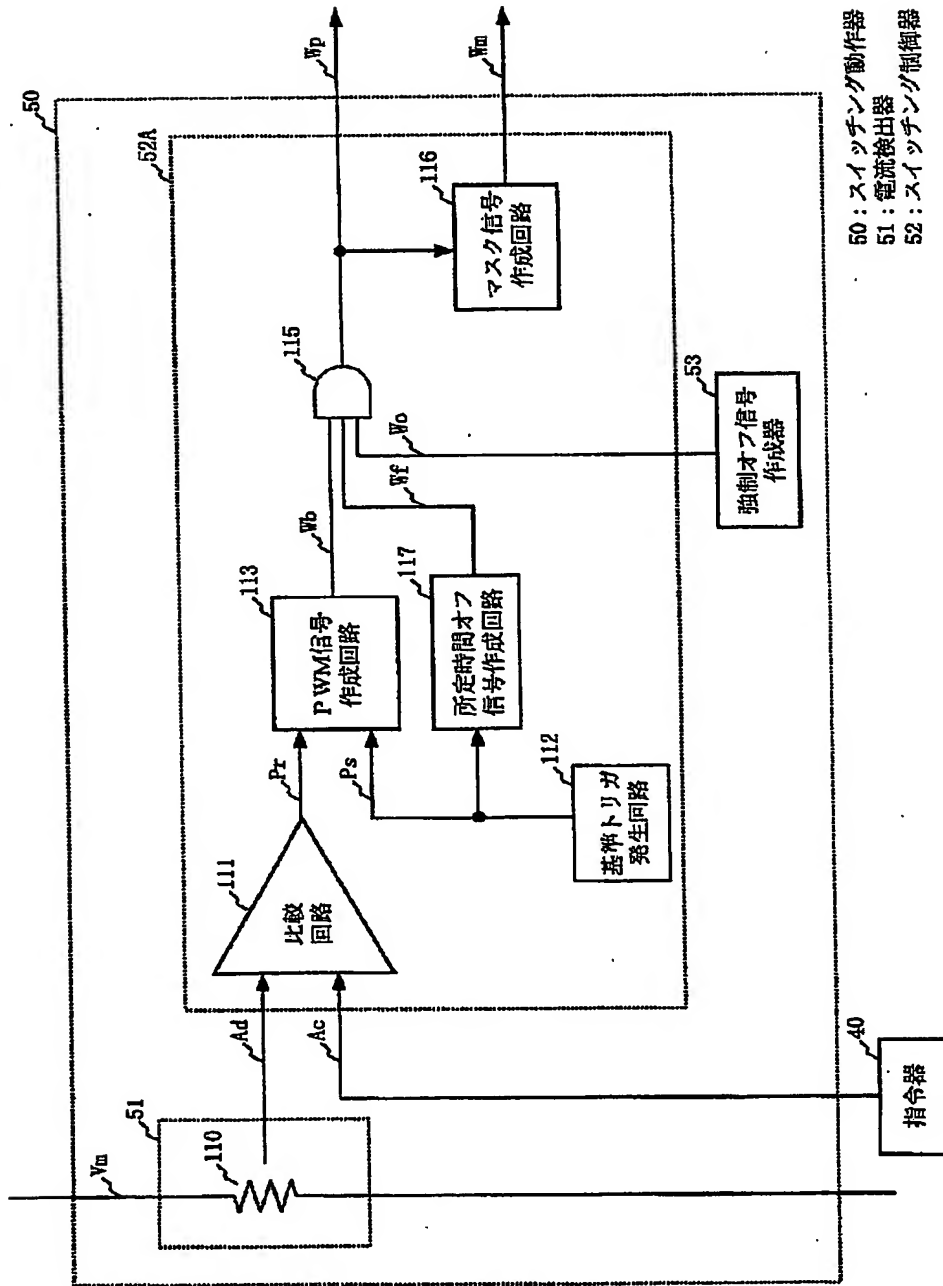 50
52A
Wp
Wm
116
マスク信号
作成回路
115
Wb
Wf
Wo
113
PWM信号
作成回路
117
所定時間オフ
信号作成回路
53
強制オフ信号
作成器
Pr
Ps
112
基準トリガ
発生回路
111
比較
回路
Ad
Ac
51
110
Vm
40
指令器
50：スイッチング動作器
51：電流検出器
52：スイッチング制御器